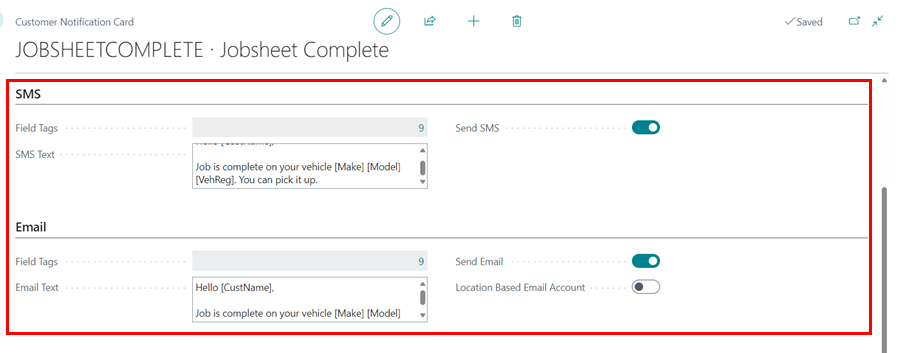 Customer Notification Card
Saved
JOBSHEETCOMPLETE · Jobsheet Complete
SMS
Field Tags 9 Send SMS
SMS Text
Job is complete on your vehicle [Make] [Model]
[VehReg]. You can pick it up.
Email
Field Tags 9 Send Email
Email Text Hello [CustName], Location Based Email Account
Job is complete on your vehicle [Make] [Model]